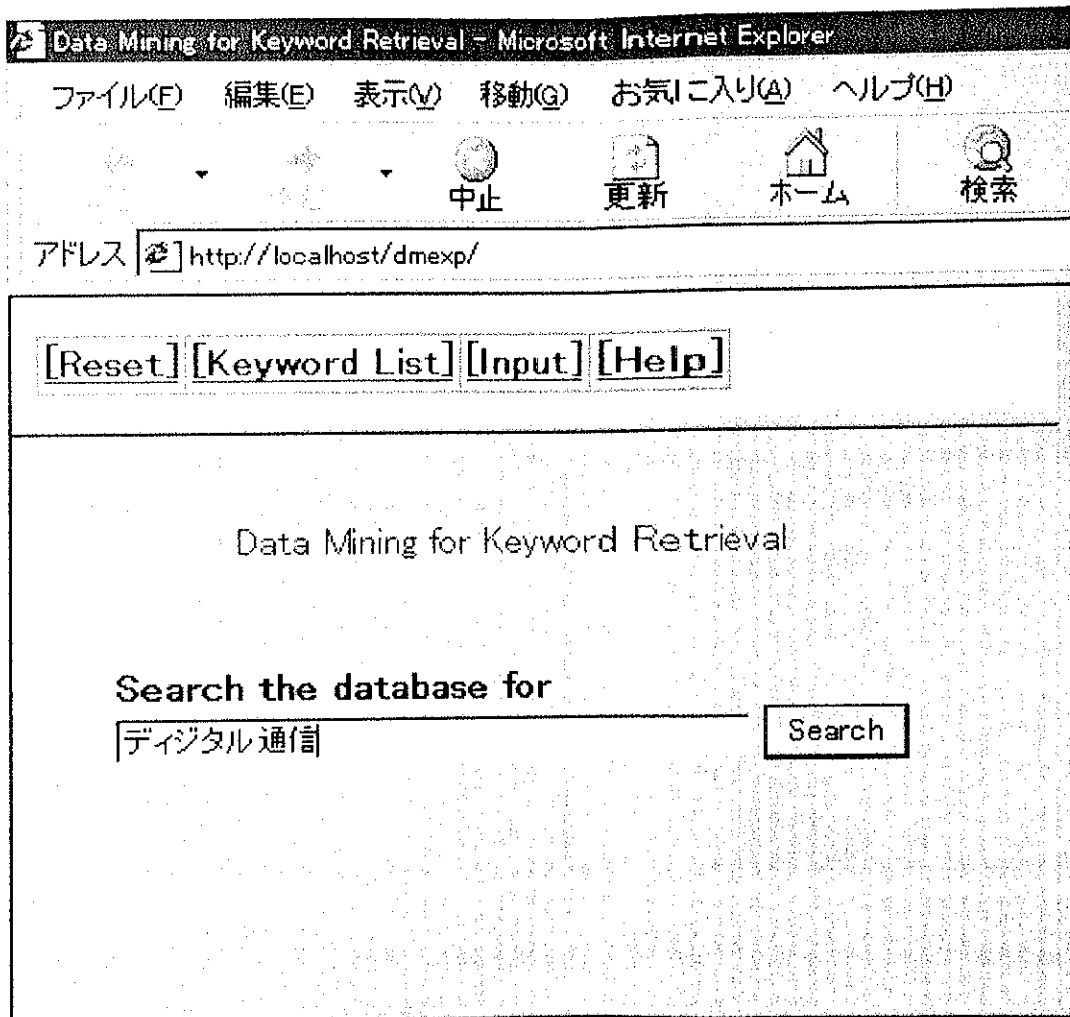 Data Mining for Keyword Retrieval - Microsoft Internet Explorer
ファイル(F) 編集(E) 表示(V) 移動(G) お気に入り(A) ヘルプ(H)
中止 更新 ホーム 検索
アドレス http://localhost/dmexp/
[Reset] [Keyword List] [Input] [Help]
Data Mining for Keyword Retrieval
Search the database for
ディジタル通信 Search